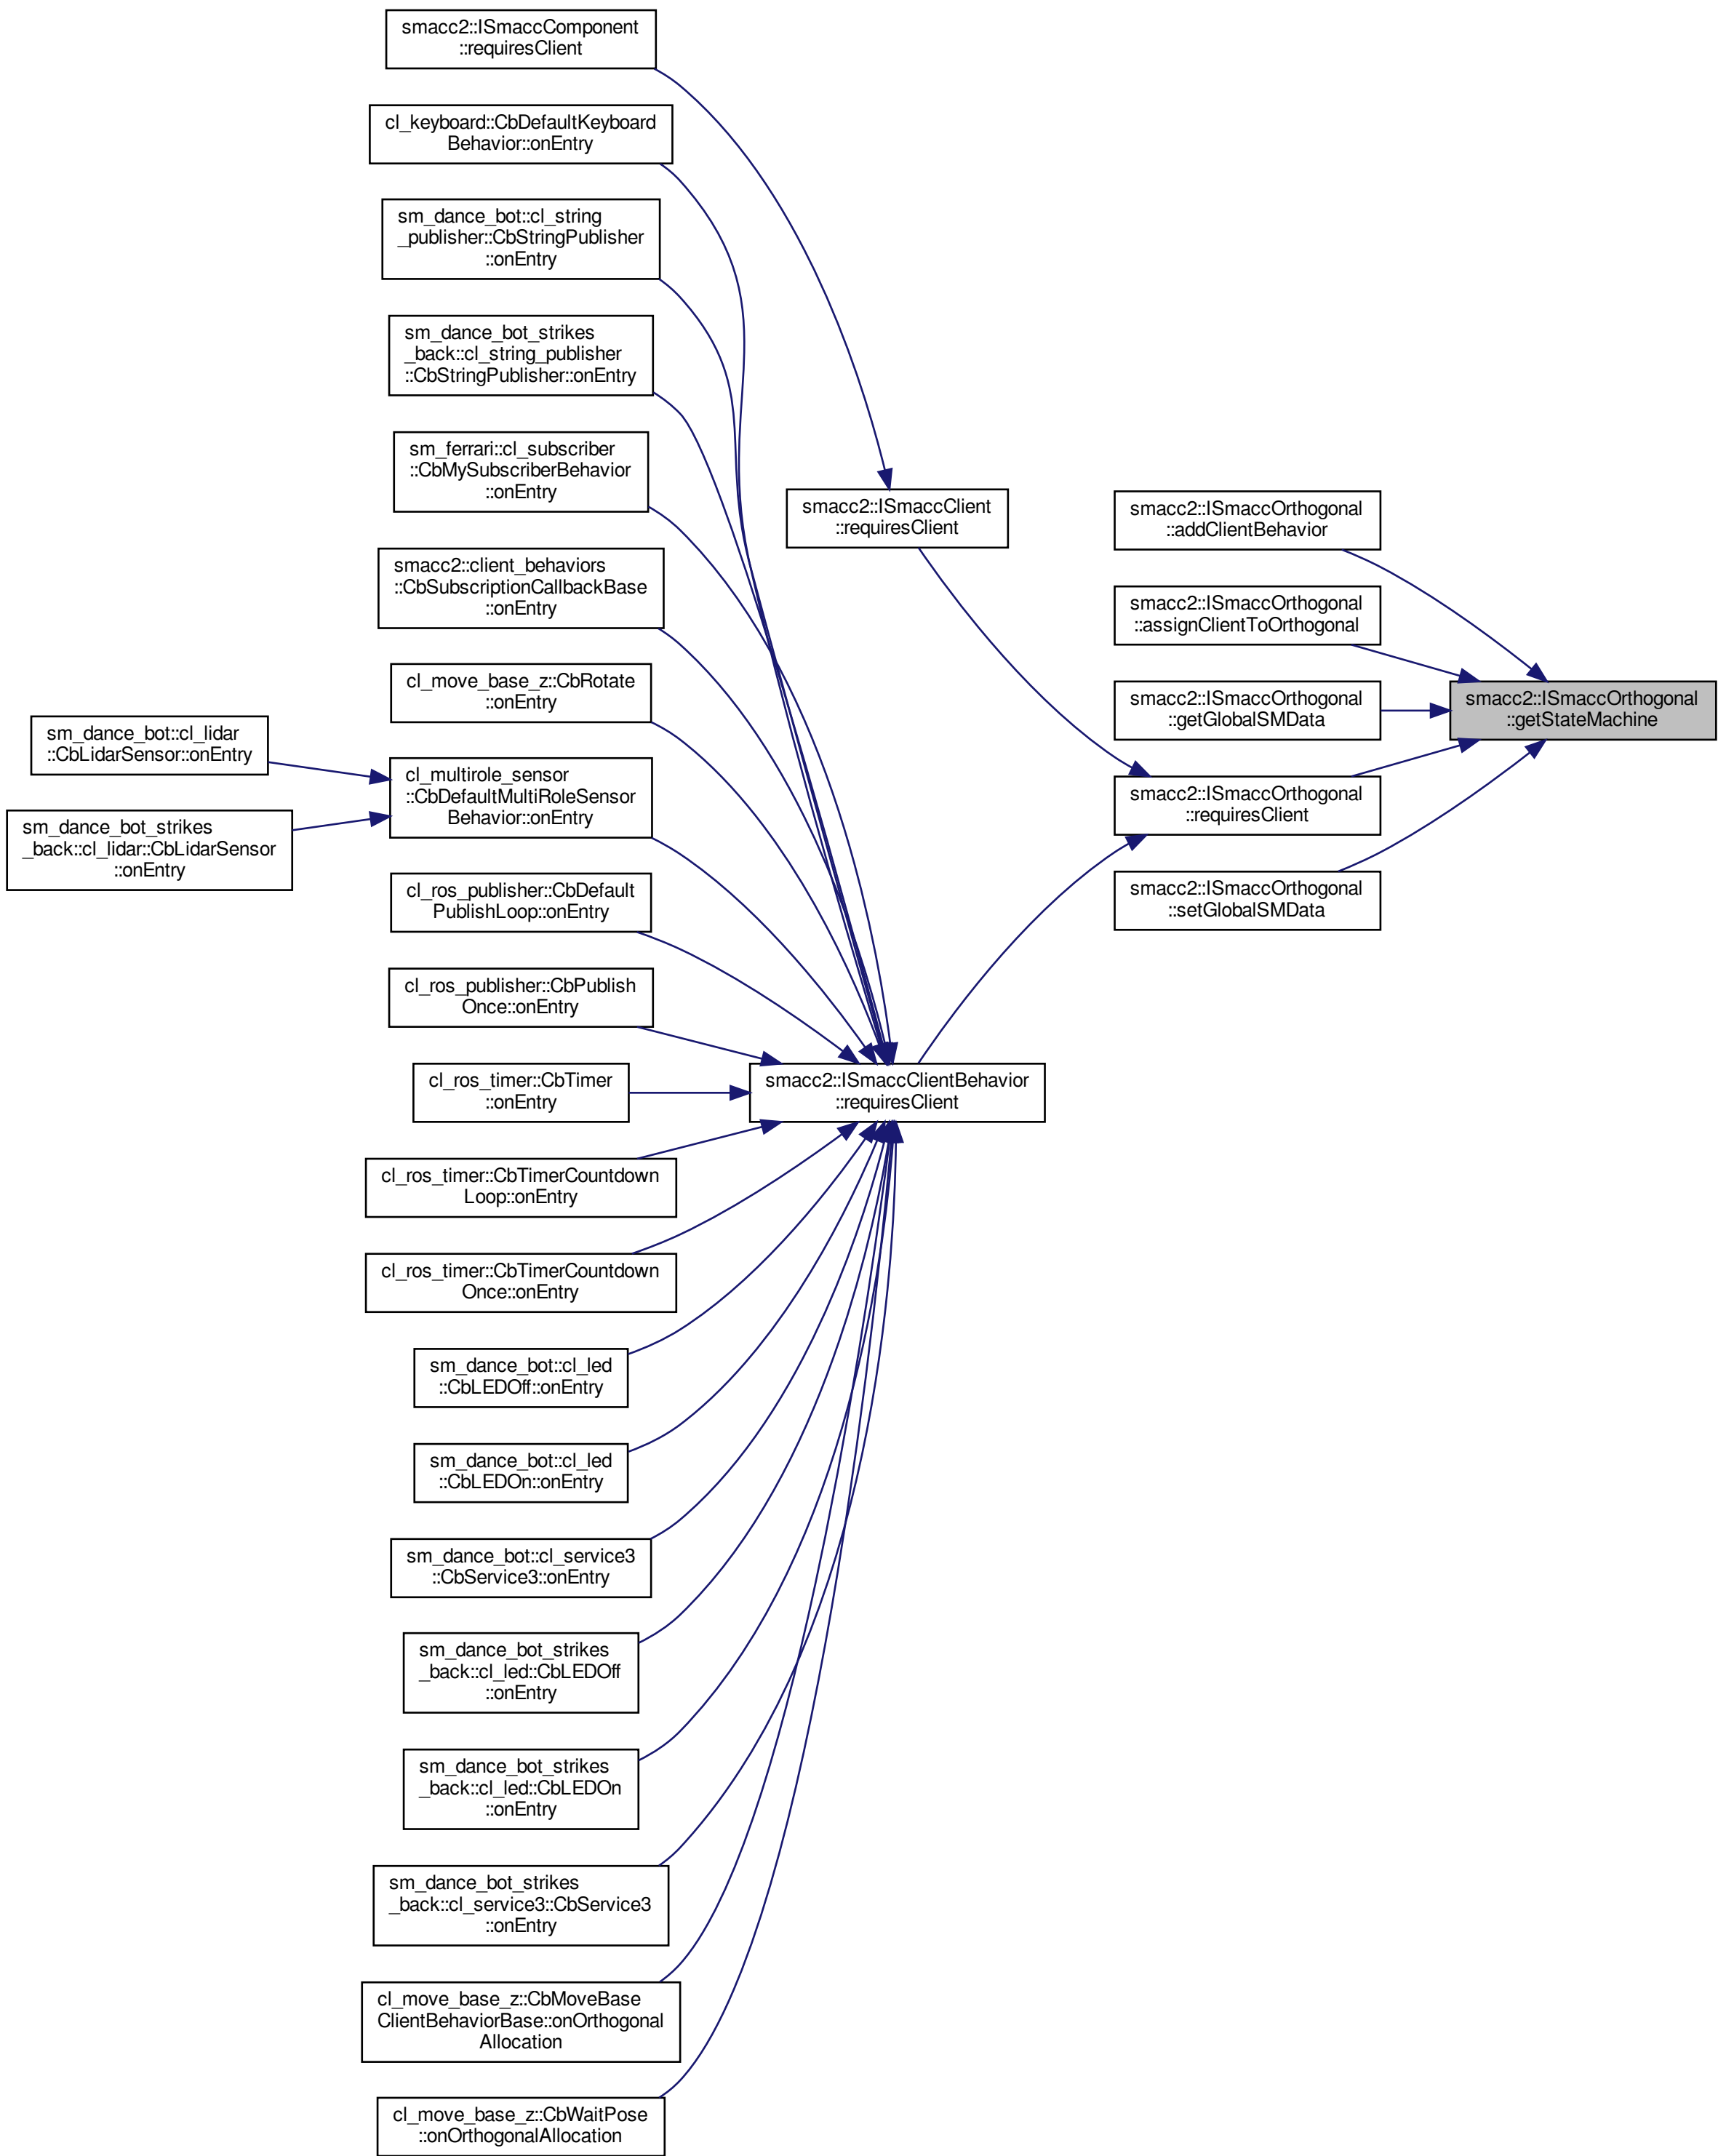 smacc2::ISmaccComponent
::requiresClient
cl_keyboard::CbDefaultKeyboard
Behavior::onEntry
sm_dance_bot::cl_string
_publisher::CbStringPublisher
::onEntry
sm_dance_bot_strikes
_back::cl_string_publisher
::CbStringPublisher::onEntry
sm_ferrari::cl_subscriber
::CbMySubscriberBehavior
::onEntry
smacc2::client_behaviors
::CbSubscriptionCallbackBase
::onEntry
cl_move_base_z::CbRotate
::onEntry
sm_dance_bot::cl_lidar
::CbLidarSensor::onEntry
sm_dance_bot_strikes
_back::cl_lidar::CbLidarSensor
::onEntry
cl_multirole_sensor
::CbDefaultMultiRoleSensor
Behavior::onEntry
cl_ros_publisher::CbDefault
PublishLoop::onEntry
cl_ros_publisher::CbPublish
Once::onEntry
cl_ros_timer::CbTimer
::onEntry
cl_ros_timer::CbTimerCountdown
Loop::onEntry
cl_ros_timer::CbTimerCountdown
Once::onEntry
sm_dance_bot::cl_led
::CbLEDOff::onEntry
sm_dance_bot::cl_led
::CbLEDOn::onEntry
sm_dance_bot::cl_service3
::CbService3::onEntry
sm_dance_bot_strikes
_back::cl_led::CbLEDOff
::onEntry
sm_dance_bot_strikes
_back::cl_led::CbLEDOn
::onEntry
sm_dance_bot_strikes
_back::cl_service3::CbService3
::onEntry
cl_move_base_z::CbMoveBase
ClientBehaviorBase::onOrthogonal
Allocation
cl_move_base_z::CbWaitPose
::onOrthogonalAllocation
smacc2::ISmaccClient
::requiresClient
smacc2::ISmaccClientBehavior
::requiresClient
smacc2::ISmaccOrthogonal
::addClientBehavior
smacc2::ISmaccOrthogonal
::assignClientToOrthogonal
smacc2::ISmaccOrthogonal
::getGlobalSMData
smacc2::ISmaccOrthogonal
::requiresClient
smacc2::ISmaccOrthogonal
::setGlobalSMData
smacc2::ISmaccOrthogonal
::getStateMachine